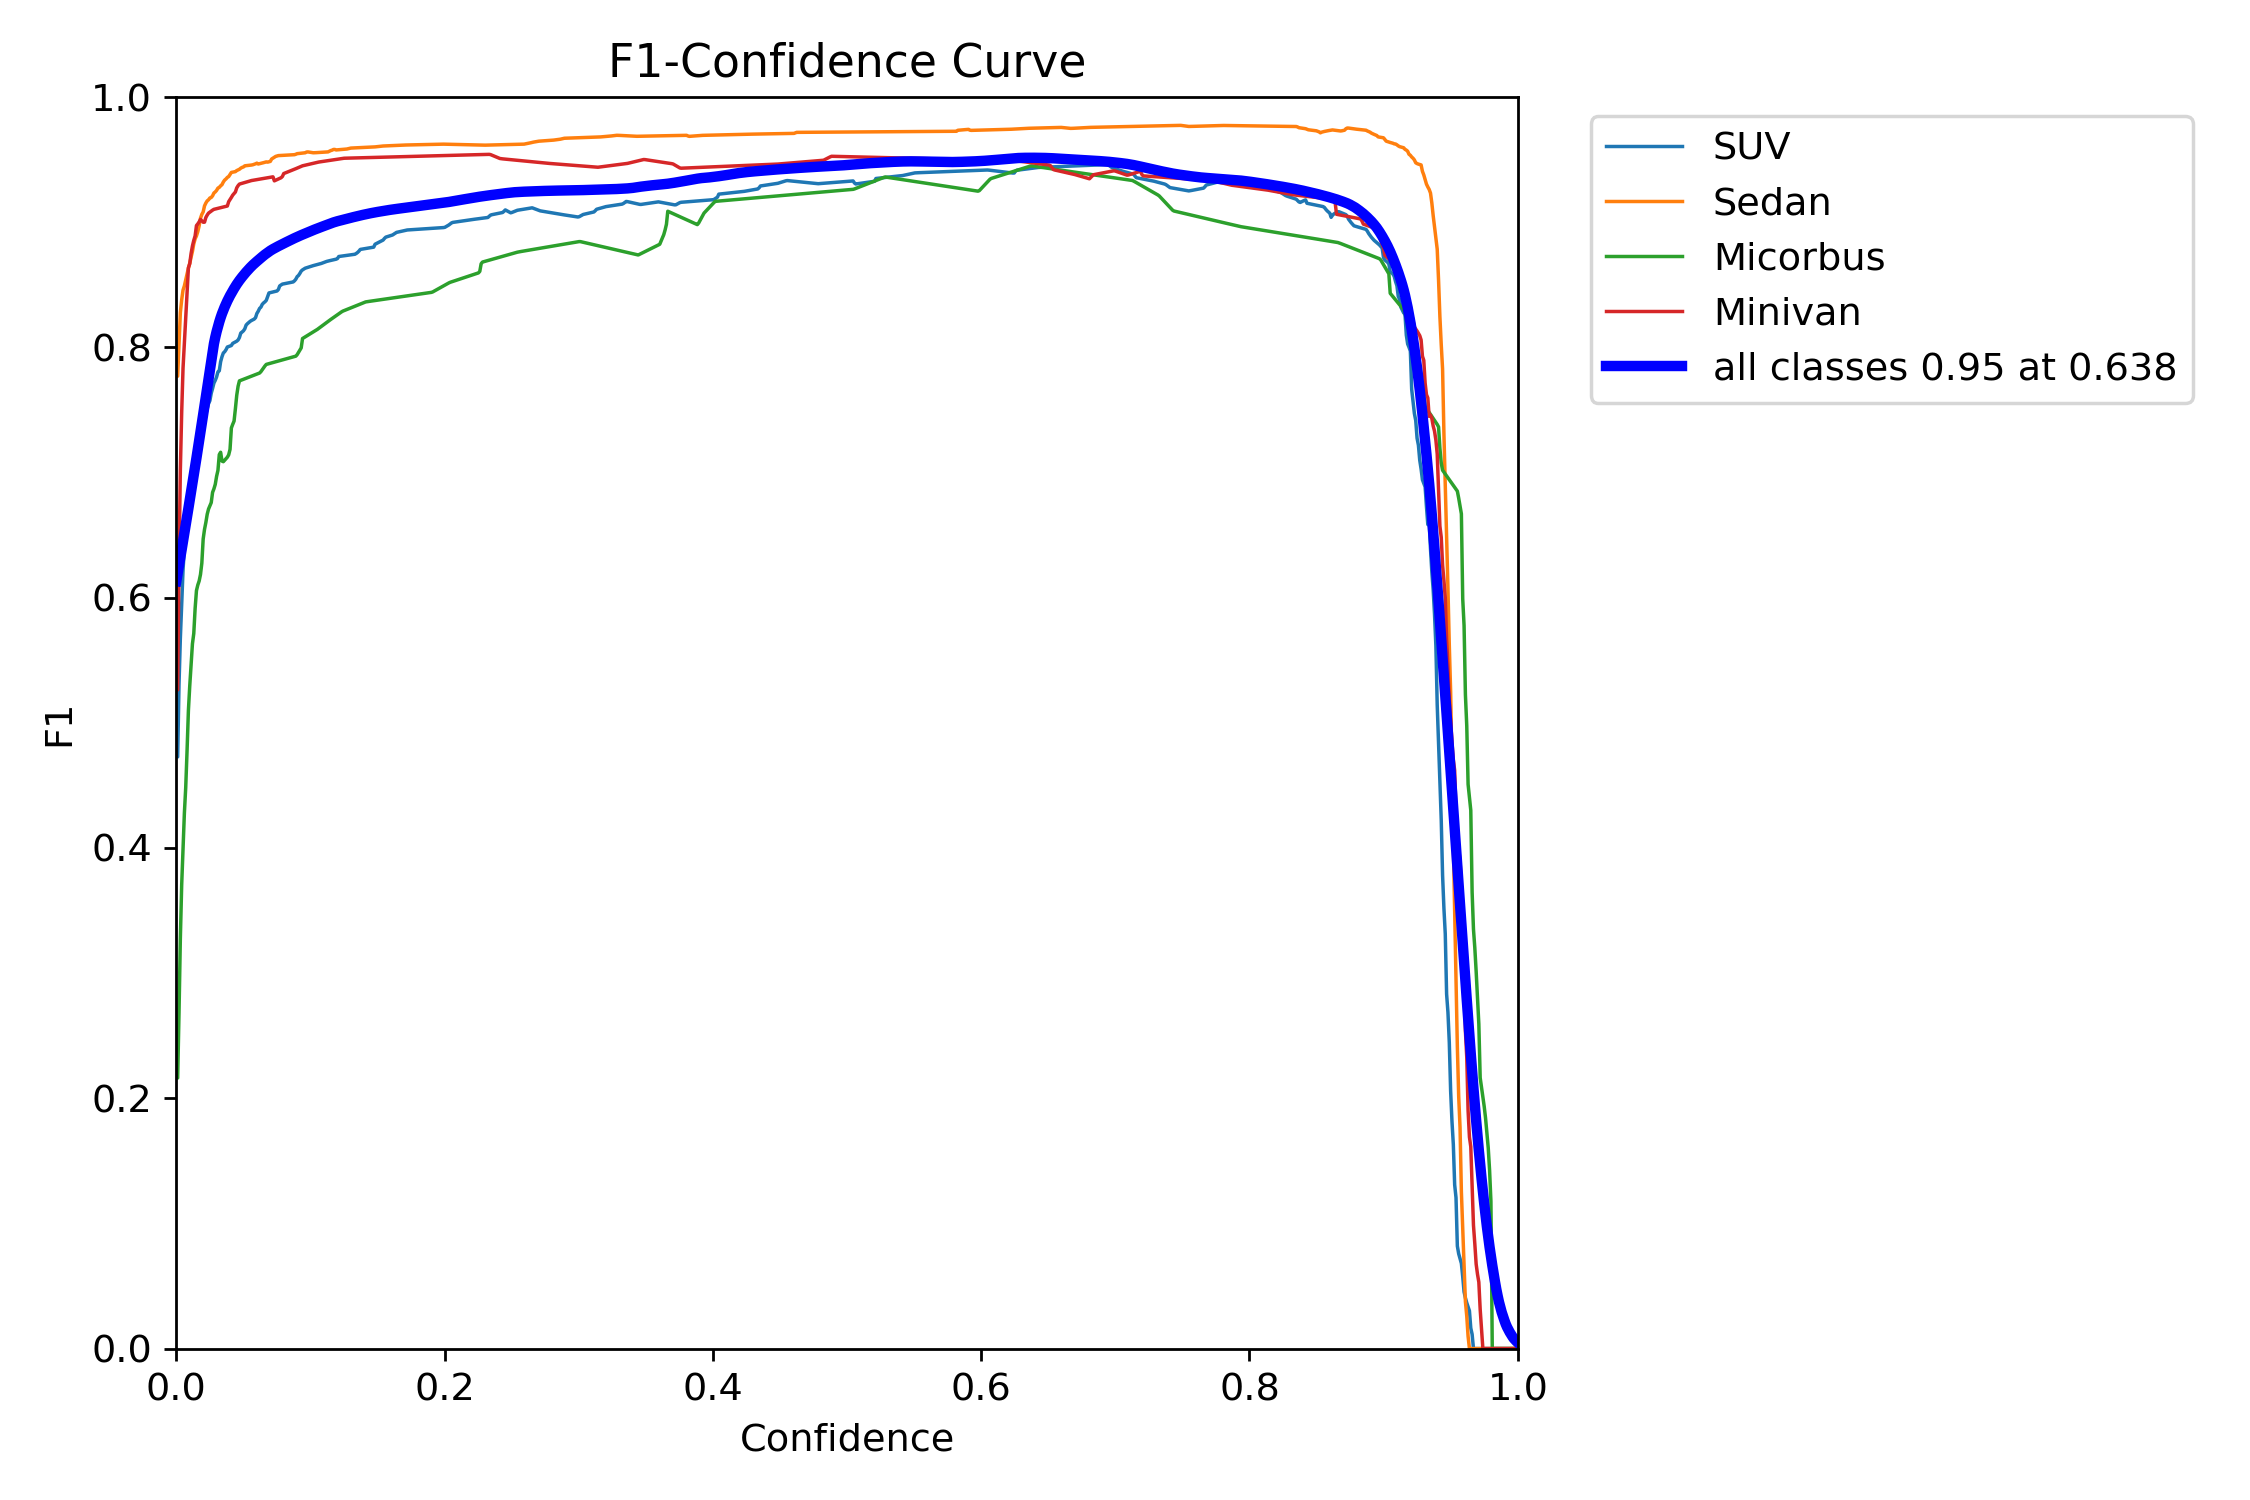 F1-Confidence Curve
1.0
0.8
0.6
0.4
0.2
0.0
F1
0.0 0.2 0.4 0.6 0.8 1.0
Confidence
SUV
Sedan
Micorbus
Minivan
all classes 0.95 at 0.638